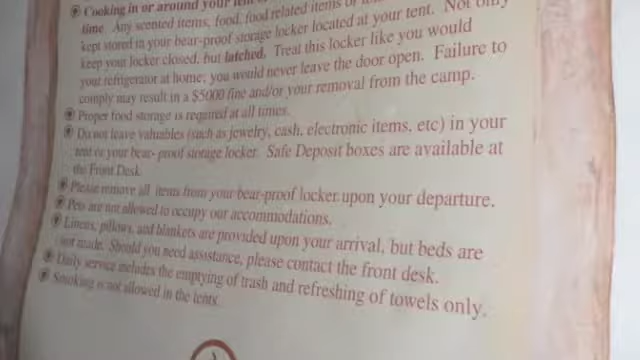 Cooking in or around your tent
time. Any scented items, food, food related items or
kept stored in your bear-proof storage locker located at your tent. Not only
keep your locker closed, but latched. Treat this locker like you would
your refrigerator at home; you would never leave the door open. Failure to
comply may result in a $5000 fine and/or your removal from the camp.
Proper food storage is required at all times.
Do not leave valuables (such as jewelry, cash, electronic items, etc) in your
tent or your bear- proof storage locker. Safe Deposit boxes are available at
the Front Desk
Please remove all items from your bear-proof locker upon your departure.
Pets are not allowed to occupy our accommodations.
Linens, pillows, and blankets are provided upon your arrival, but beds are
not made. Should you need assistance, please contact the front desk.
Daily service includes the emptying of trash and refreshing of towels only.
Smoking is not allowed in the tents.